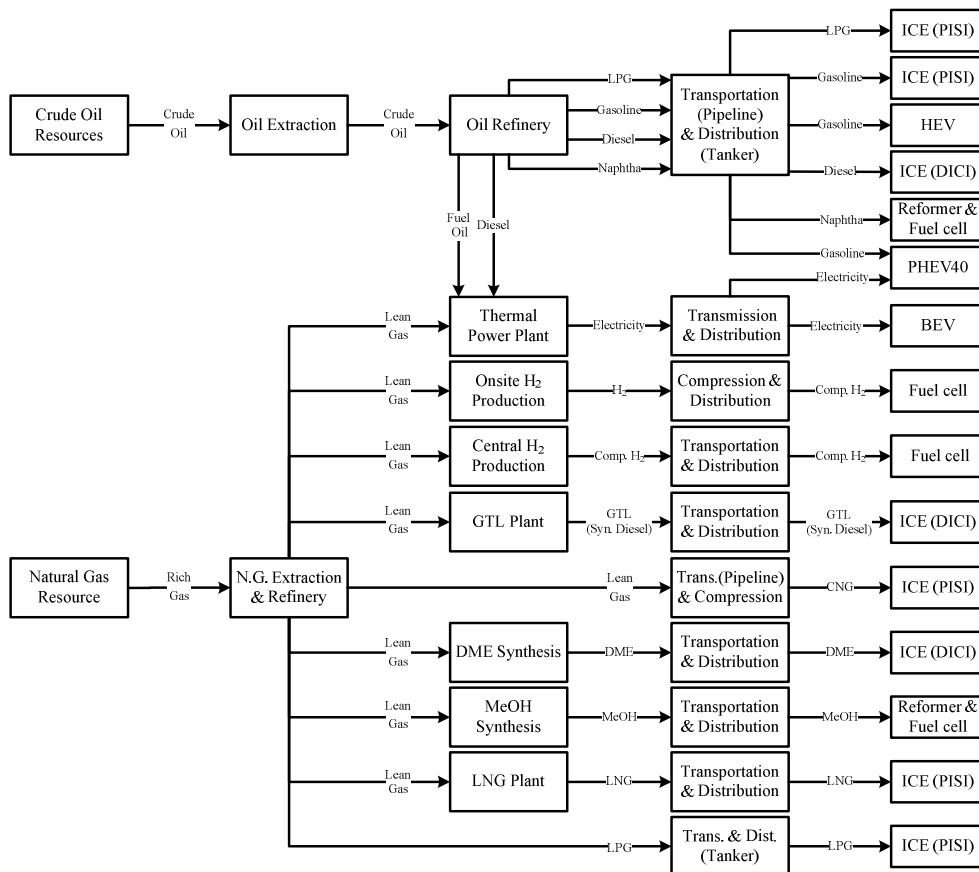 LPG
ICE (PISI)
LPG
Gasoline
ICE (PISI)
Crude Oil
Resources
Crude
Oil
Oil Extraction
Crude
Oil
Oil Refinery
Gasoline
Diesel
Naphtha
Transportation
(Pipeline)
& Distribution
(Tanker)
Gasoline
HEV
Diesel
ICE (DICI)
Fuel
Oil
Diesel
Naphtha
Reformer &
Fuel cell
Gasoline
Electricity
PHEV40
Lean
Gas
Thermal
Power Plant
Electricity
Transmission
& Distribution
Electricity
BEV
Lean
Gas
Onsite H2
Production
H2
Compression &
Distribution
Comp. H2
Fuel cell
Lean
Gas
Central H2
Production
Comp. H2
Transportation
& Distribution
Comp. H2
Fuel cell
Lean
Gas
GTL Plant
GTL
(Syn. Diesel)
Transportation
& Distribution
GTL
(Syn. Diesel)
ICE (DICI)
Natural Gas
Resource
Rich
Gas
N.G. Extraction
& Refinery
Lean
Gas
Trans.(Pipeline)
& Compression
CNG
ICE (PISI)
Lean
Gas
DME Synthesis
DME
Transportation
& Distribution
DME
ICE (DICI)
Lean
Gas
MeOH
Synthesis
MeOH
Transportation
& Distribution
MeOH
Reformer &
Fuel cell
Lean
Gas
LNG Plant
LNG
Transportation
& Distribution
LNG
ICE (PISI)
LPG
Trans. & Dist.
(Tanker)
LPG
ICE (PISI)